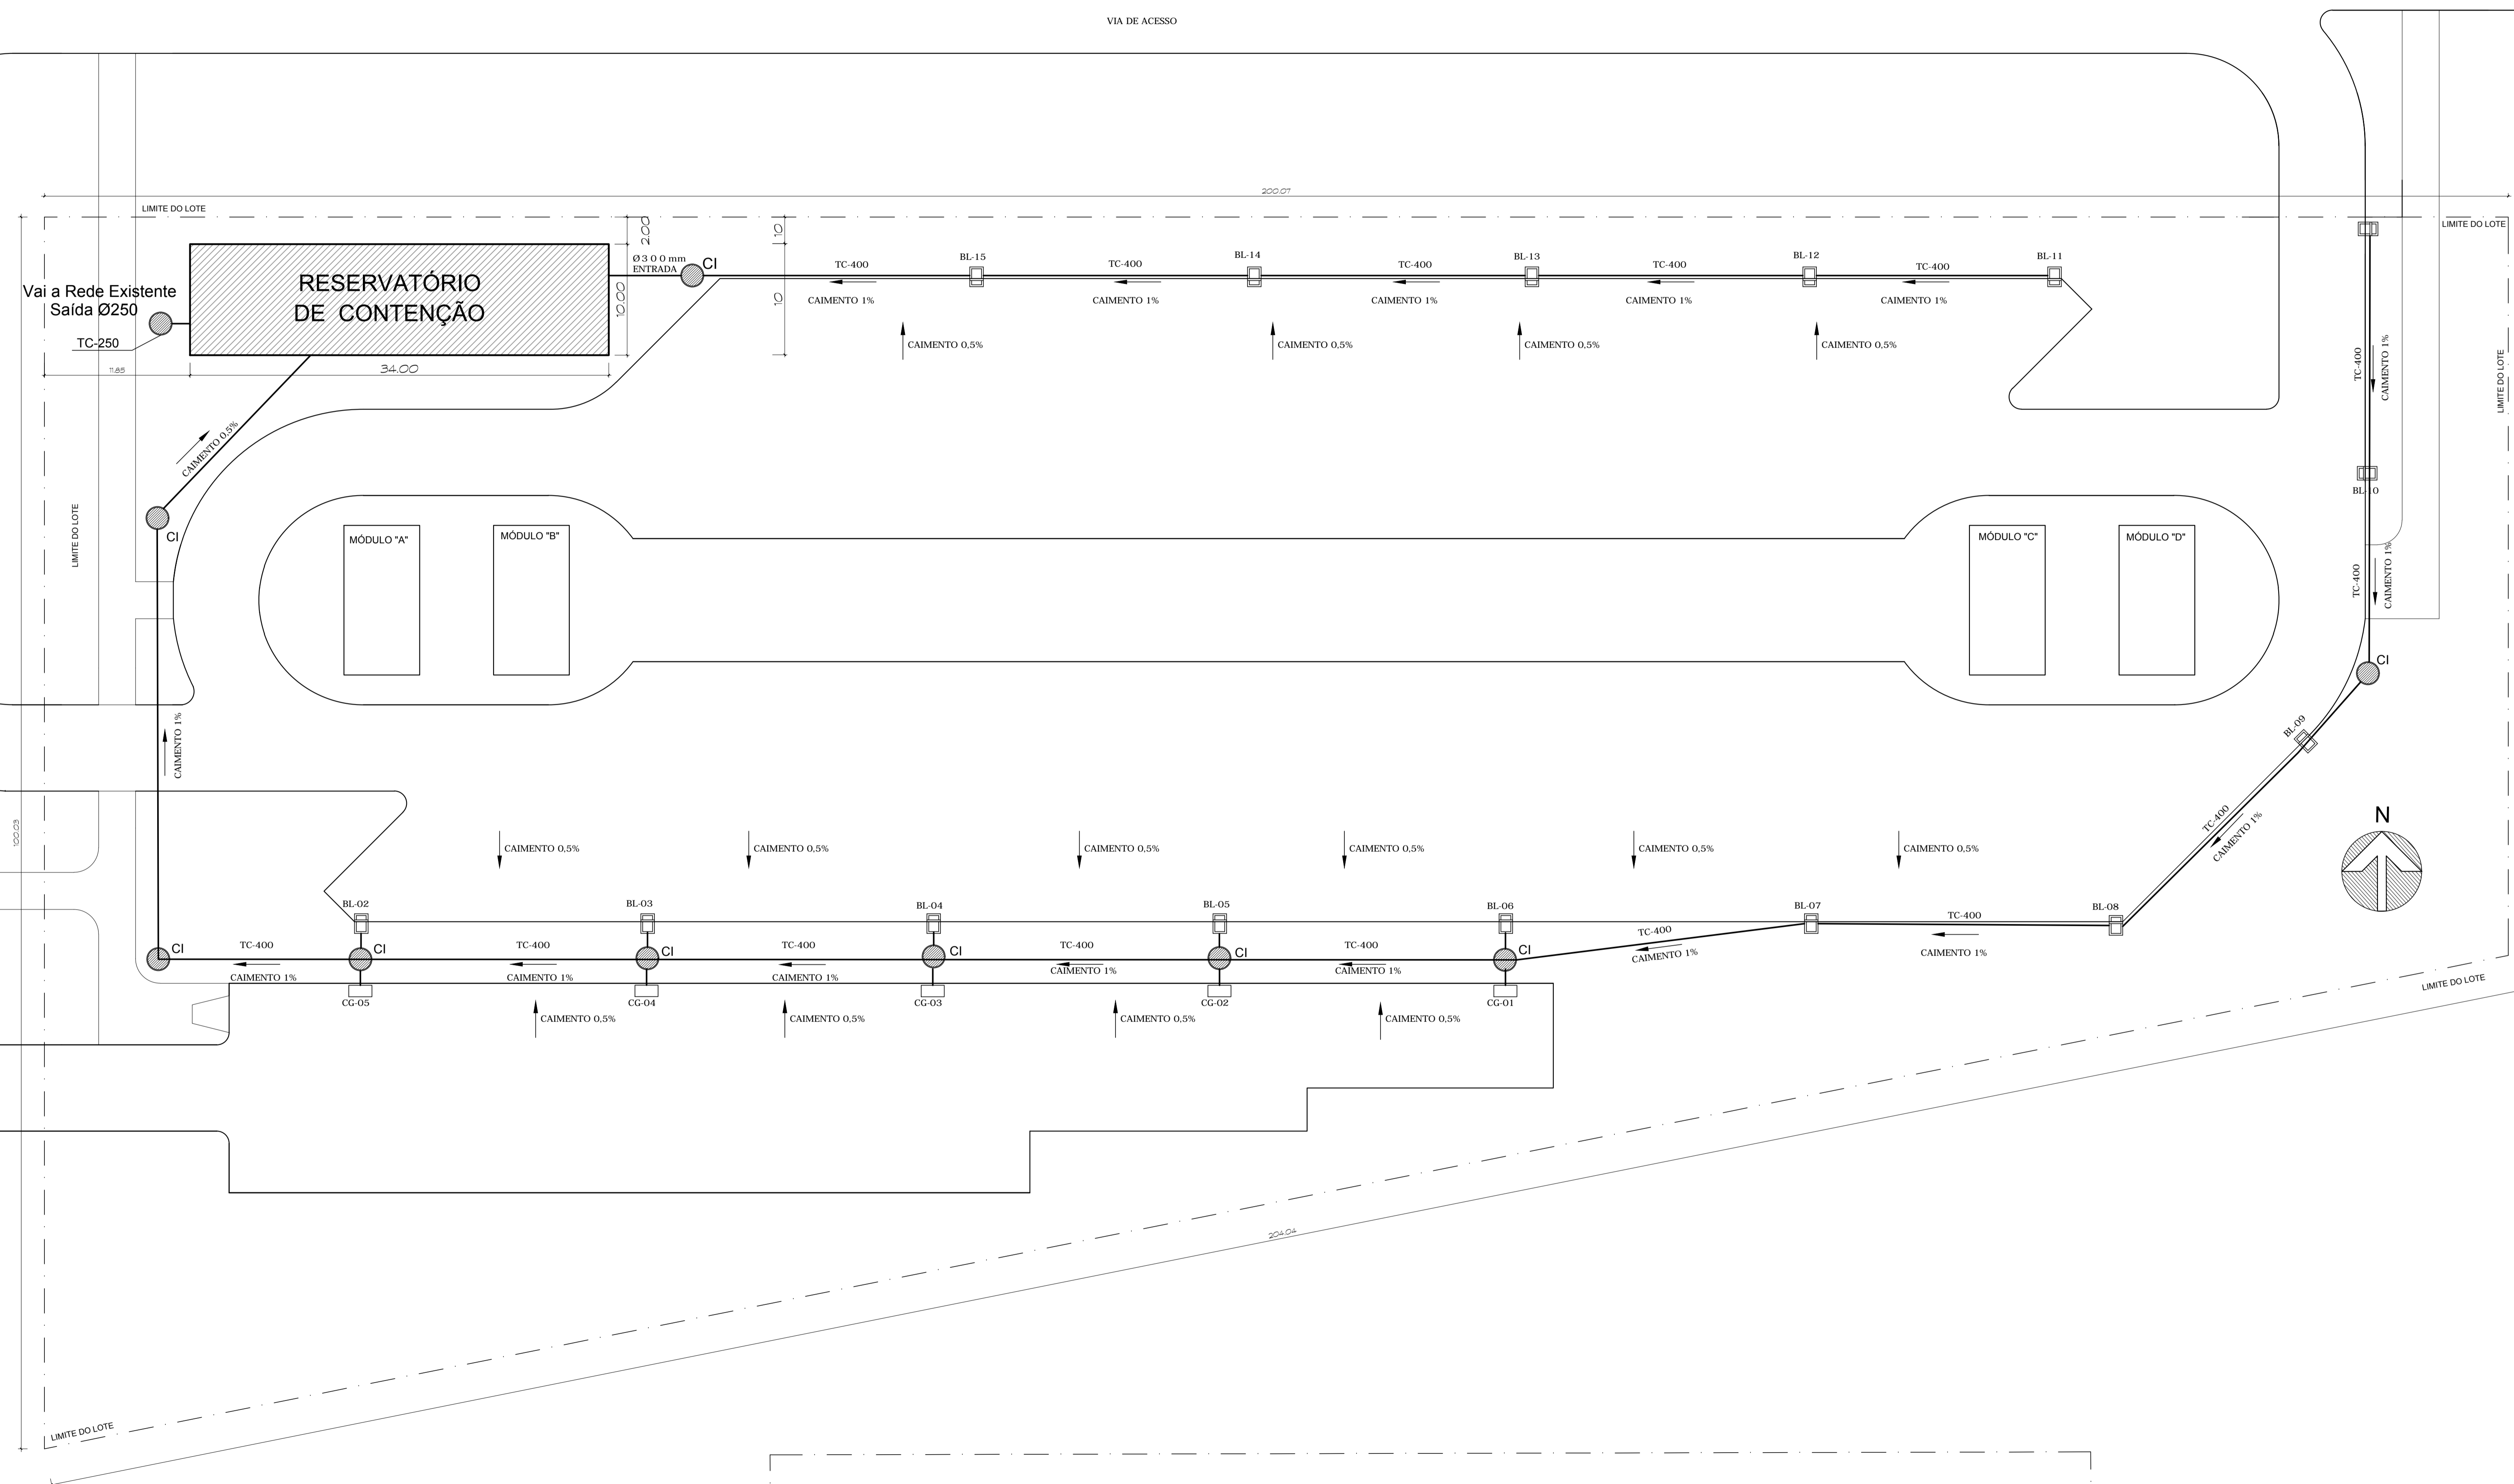 VIA DE ACESSO
200.07
LIMITE DO LOTE
LIMITE DO LOTE
2.00
10
Ø300mm
ENTRADA
CI
RESERVATÓRIO
DE CONTENÇÃO
10.00
10
Vai a Rede Existente
Saída Ø250
TC-250
11.85
34.00
TC-400
BL-15
TC-400
BL-14
TC-400
BL-13
TC-400
BL-12
TC-400
BL-11
CAIMENTO 1%
CAIMENTO 1%
CAIMENTO 1%
CAIMENTO 1%
CAIMENTO 1%
CAIMENTO 0,5%
CAIMENTO 0,5%
CAIMENTO 0,5%
CAIMENTO 0,5%
TC-400
CAIMENTO 1%
LIMITE DO LOTE
CAIMENTO 0,5%
BL-10
LIMITE DO LOTE
CI
MÓDULO "A"
MÓDULO "B"
MÓDULO "C"
MÓDULO "D"
TC-400
CAIMENTO 1%
CI
CAIMENTO 1%
BL-09
TC-400
CAIMENTO 1%
N
100.03
CAIMENTO 0,5%
CAIMENTO 0,5%
CAIMENTO 0,5%
CAIMENTO 0,5%
CAIMENTO 0,5%
CAIMENTO 0,5%
BL-02
BL-03
BL-04
BL-05
BL-06
BL-07
BL-08
TC-400
TC-400
CI
TC-400
CI
TC-400
CI
TC-400
CI
TC-400
CI
TC-400
CI
CAIMENTO 1%
CAIMENTO 1%
CAIMENTO 1%
CAIMENTO 1%
CAIMENTO 1%
CAIMENTO 1%
CAIMENTO 1%
CG-05
CG-04
CG-03
CG-02
CG-01
LIMITE DO LOTE
CAIMENTO 0,5%
CAIMENTO 0,5%
CAIMENTO 0,5%
CAIMENTO 0,5%
204.04
LIMITE DO LOTE